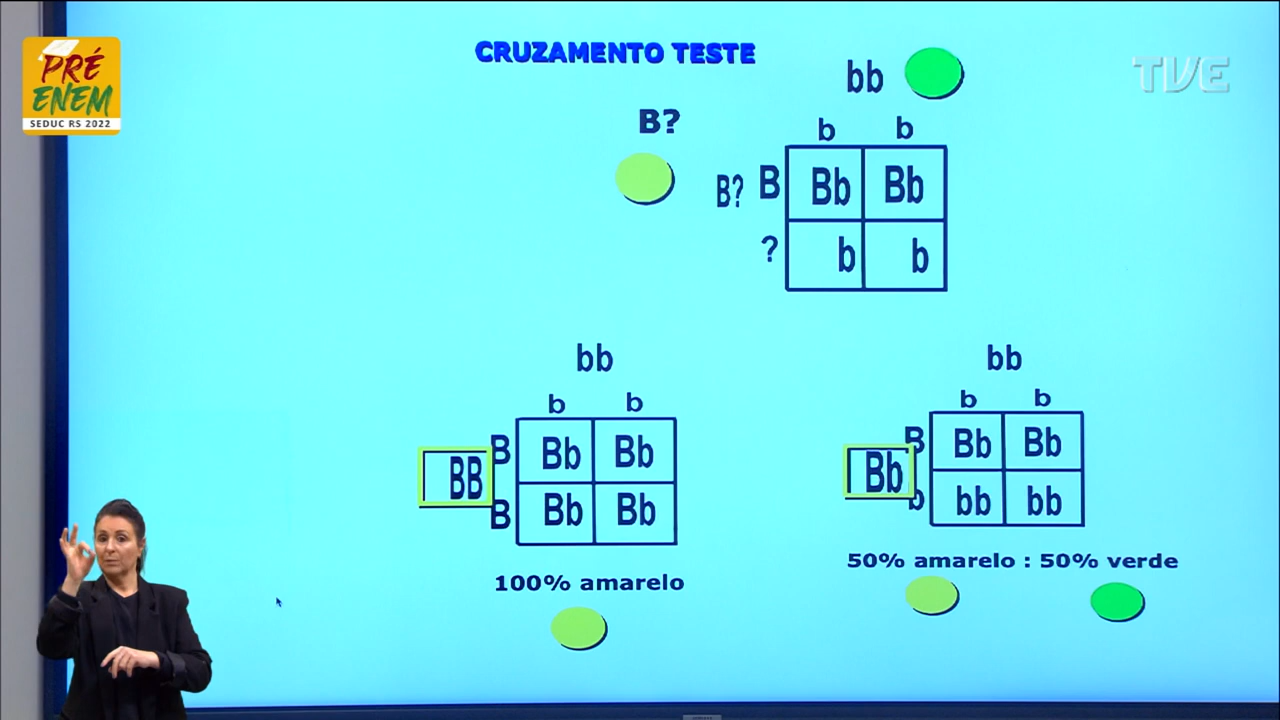 PRÉ
ENEM
SEDUC RS 2022
CRUZAMENTO TESTE
TVE
bb
B?
b b
B? B Bb Bb
? b b
bb
b b
BB
B Bb Bb
B Bb Bb
100% amarelo
bb
b b
Bb
B Bb Bb
b bb bb
50% amarelo : 50% verde